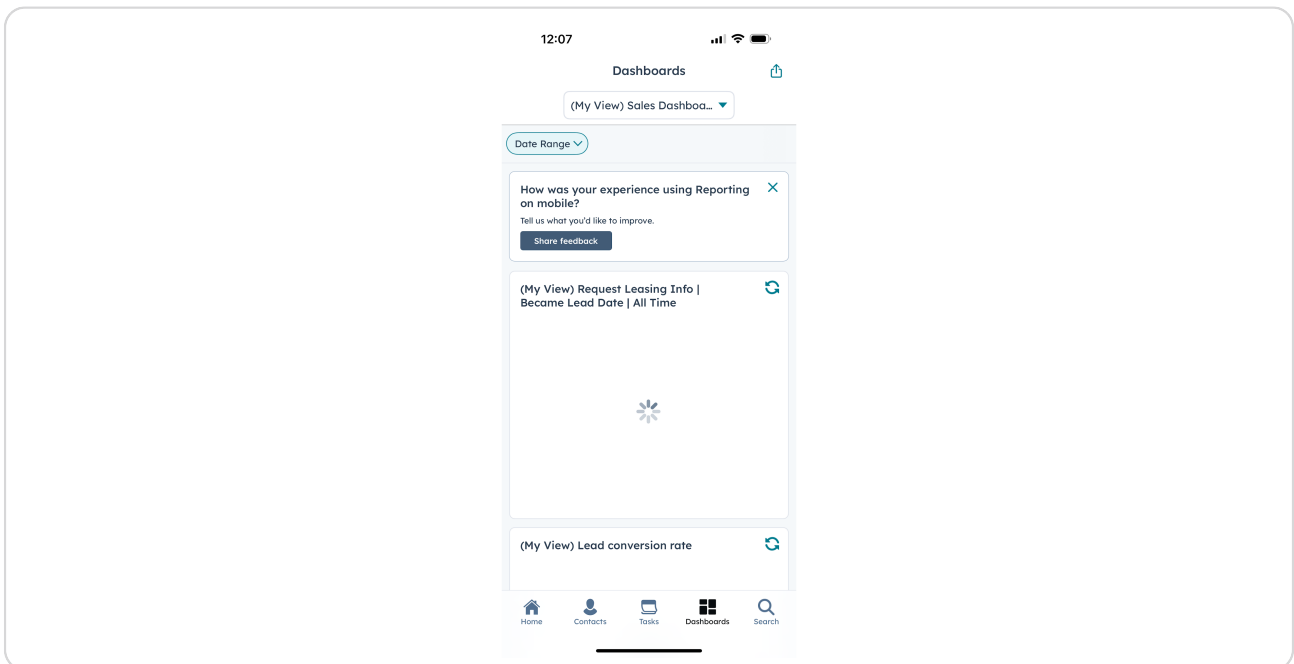 12:07
Dashboards
(My View) Sales Dashboa...
Date Range
How was your experience using Reporting
on mobile?
Tell us what you'd like to improve.
Share feedback
(My View) Request Leasing Info |
Became Lead Date | All Time
(My View) Lead conversion rate
Home Contacts Tasks Dashboards Search